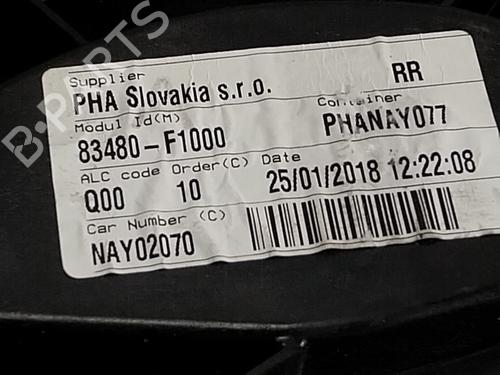 B-PARTS
Supplier
PHA Slovakia s.r.o.
RR
Modul Id(M)
Container
83480-F1000
PHANAY077
ALC code Order(C) Date
Q00 10 25/01/2018 12:22:08
Car Number (C)
NAY02070